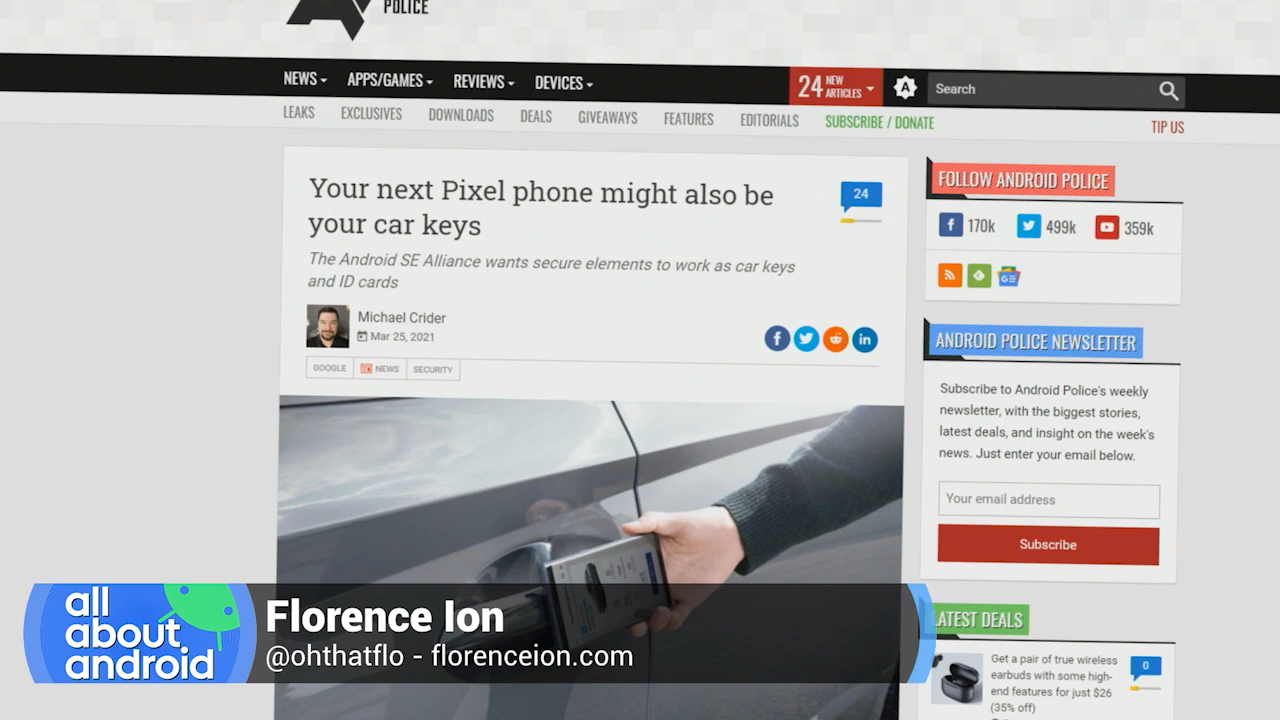 POLICE
NEWS
APPS/GAMES
REVIEWS
DEVICES
24 NEW ARTICLES
A
Search
LEAKS
EXCLUSIVES
DOWNLOADS
DEALS
GIVEAWAYS
FEATURES
EDITORIALS
SUBSCRIBE / DONATE
TIP US
Your next Pixel phone might also be
your car keys
24
The Android SE Alliance wants secure elements to work as car keys
and ID cards
Michael Crider
Mar 25, 2021
GOOGLE
NEWS
SECURITY
FOLLOW ANDROID POLICE
170k
499k
359k
ANDROID POLICE NEWSLETTER
Subscribe to Android Police's weekly
newsletter, with the biggest stories,
latest deals, and insight on the week's
news. Just enter your email below.
Your email address
Subscribe
LATEST DEALS
Get a pair of true wireless
earbuds with some high-
end features for just $26
(35% off)
0
all
about
android
Florence Ion
@ohthatflo - florenceion.com